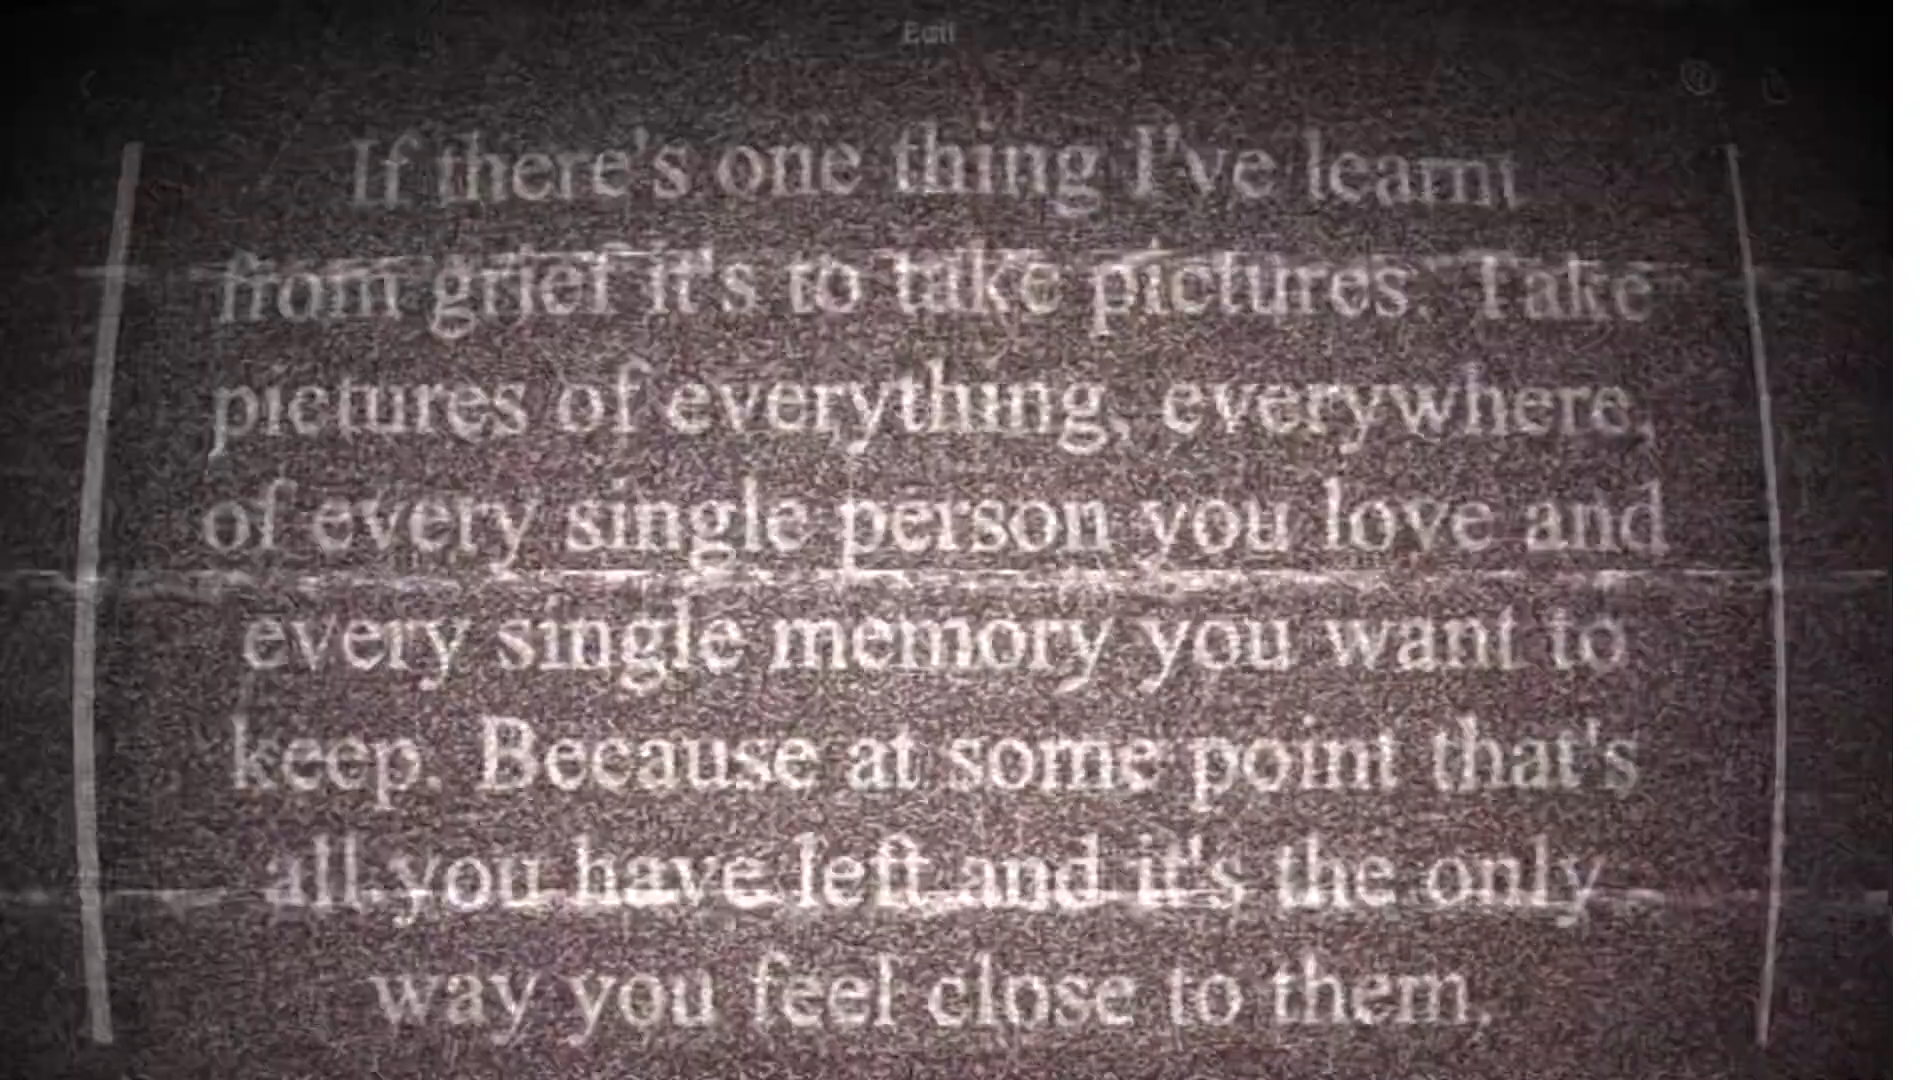 Edit
If there's one thing I've learnt
from grief it's to take pictures. Take
pictures of everything, everywhere,
of every single person you love and
every single memory you want to
keep. Because at some point that's
all you have left and it's the only
way you feel close to them.